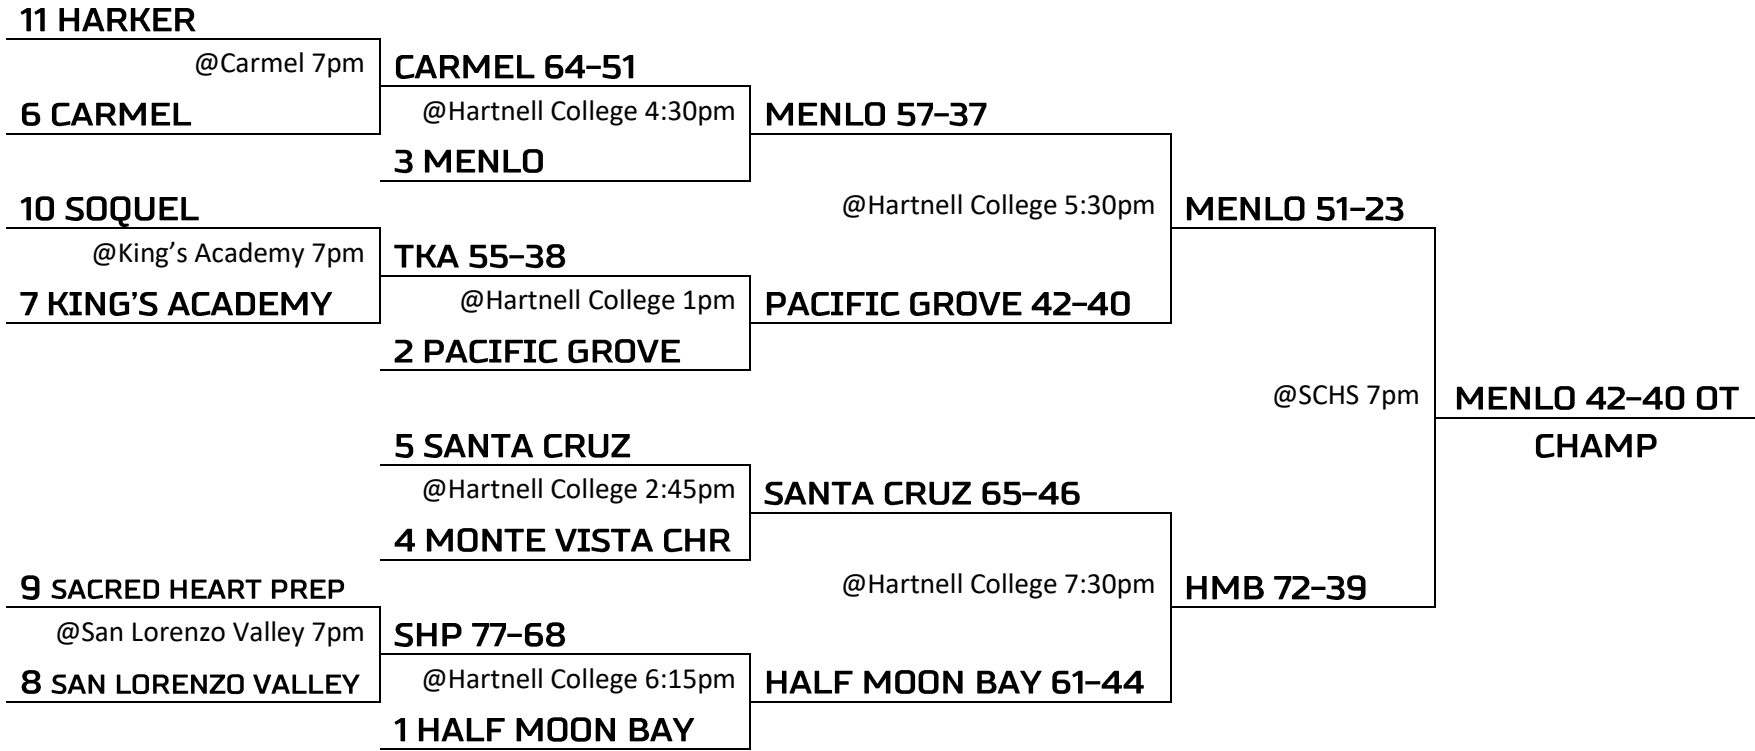 11 HARKER
@Carmel 7pm
CARMEL 64-51
6 CARMEL
@Hartnell College 4:30pm
MENLO 57-37
3 MENLO
10 SOQUEL
@Hartnell College 5:30pm
MENLO 51-23
@King's Academy 7pm
TKA 55-38
7 KING'S ACADEMY
@Hartnell College 1pm
PACIFIC GROVE 42-40
2 PACIFIC GROVE
@SCHS 7pm
MENLO 42-40 OT
CHAMP
5 SANTA CRUZ
@Hartnell College 2:45pm
SANTA CRUZ 65-46
4 MONTE VISTA CHR
9 SACRED HEART PREP
@Hartnell College 7:30pm
HMB 72-39
@San Lorenzo Valley 7pm
SHP 77-68
8 SAN LORENZO VALLEY
@Hartnell College 6:15pm
HALF MOON BAY 61-44
1 HALF MOON BAY